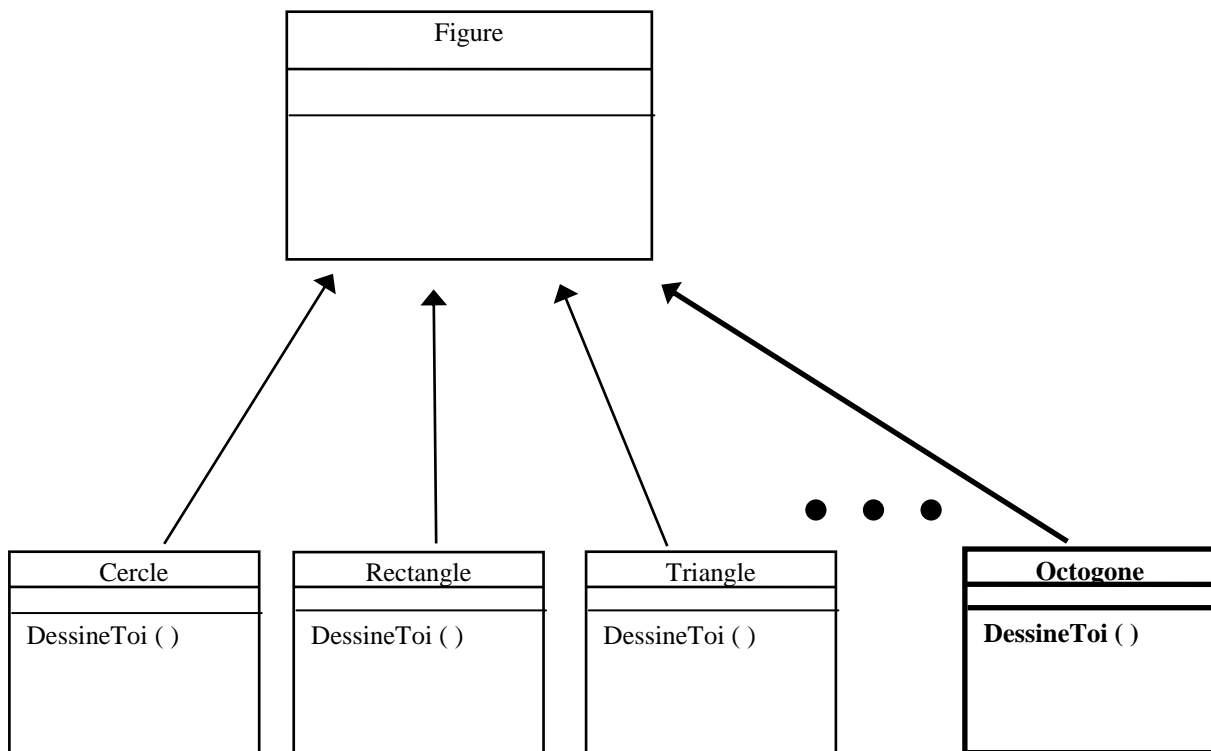 Figure
Cercle
Rectangle
Triangle
Octogone
DessineToi ( )
DessineToi ( )
DessineToi ( )
DessineToi ( )